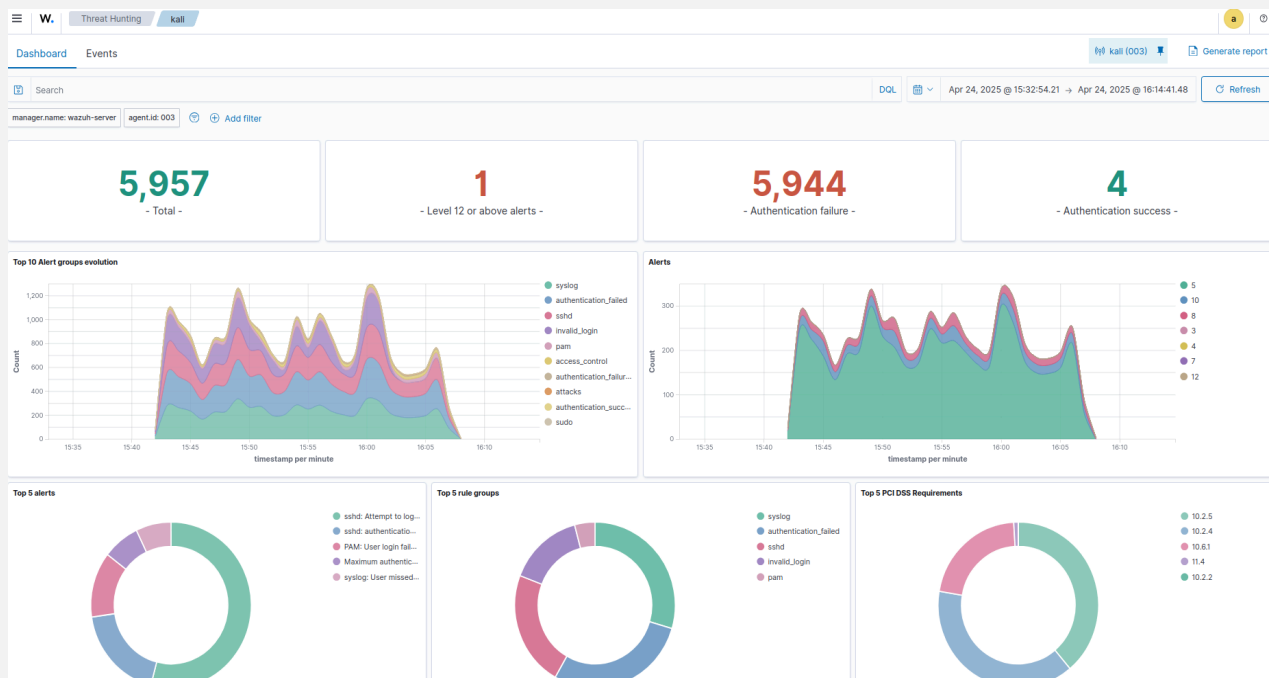 W. Threat Hunting kali a
Dashboard Events kali (003) Generate report
Search DQL Apr 24, 2025 @ 15:32:54.21 → Apr 24, 2025 @ 16:14:41.48 Refresh
manager.name: wazuh-server agent.id: 003 Add filter
5,957
- Total -
1
- Level 12 or above alerts -
5,944
- Authentication failure -
4
- Authentication success -
Top 10 Alert groups evolution
1,200
1,000
800
600
400
200
0
Count
15:35 15:40 15:45 15:50 15:55 16:00 16:05 16:10
timestamp per minute
syslog
authentication_failed
sshd
invalid_login
pam
access_control
authentication_failur...
attacks
authentication_succ...
sudo
Alerts
300
200
100
0
Count
15:35 15:40 15:45 15:50 15:55 16:00 16:05 16:10
timestamp per minute
5
10
8
3
4
7
12
Top 5 alerts
sshd: Attempt to log...
sshd: authenticatio...
PAM: User login fail...
Maximum authentic...
syslog: User missed...
Top 5 rule groups
syslog
authentication_failed
sshd
invalid_login
pam
Top 5 PCI DSS Requirements
10.2.5
10.2.4
10.6.1
11.4
10.2.2